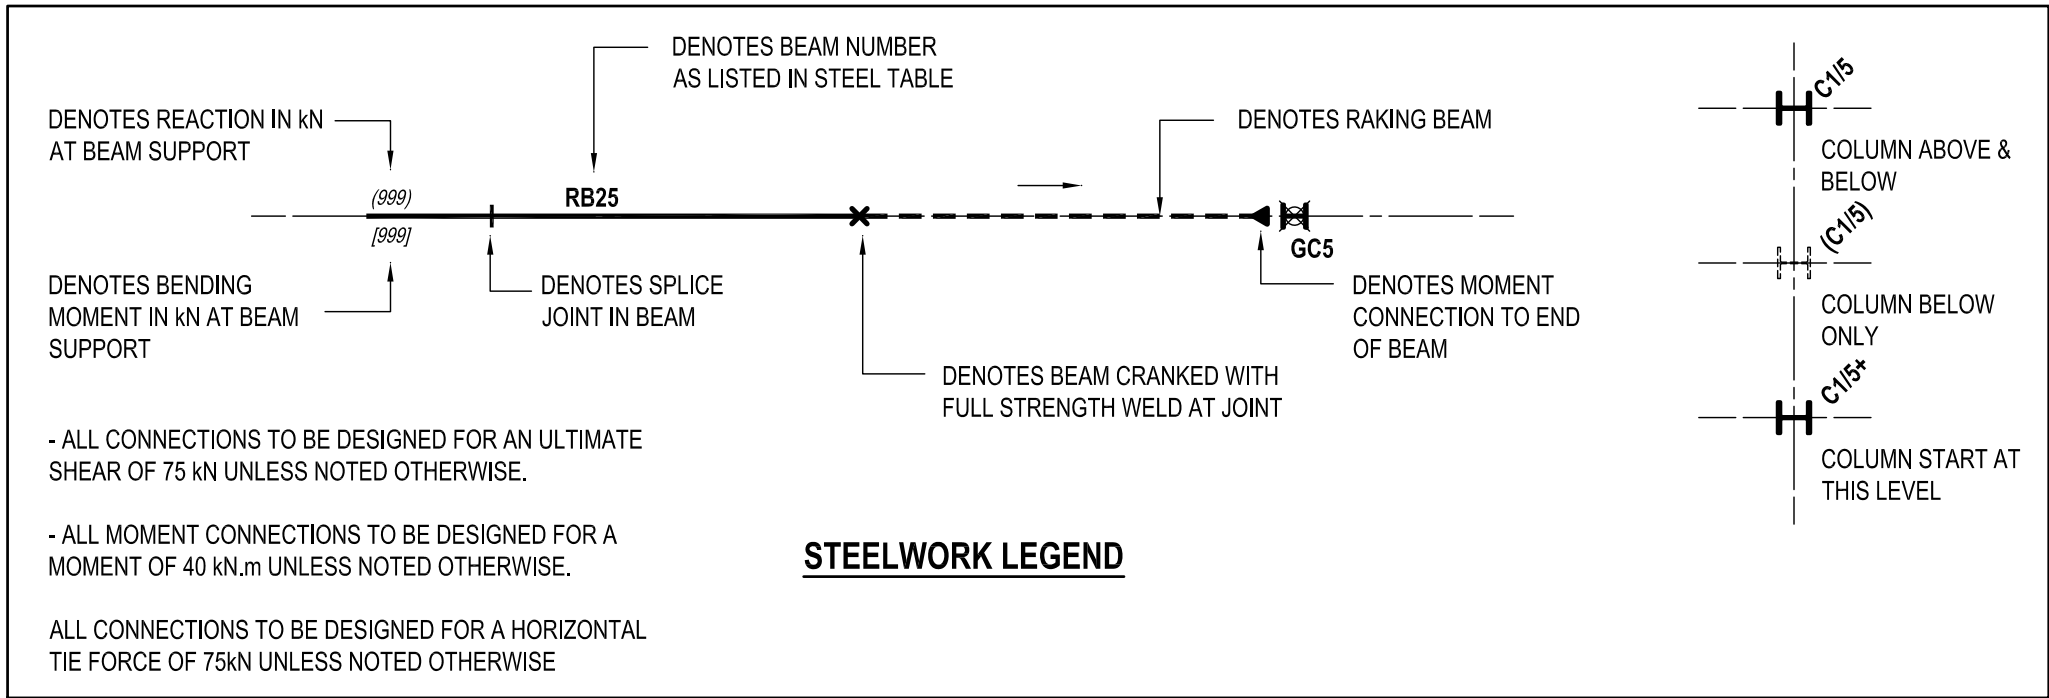 DENOTES BEAM NUMBER
AS LISTED IN STEEL TABLE
DENOTES REACTION IN kN
AT BEAM SUPPORT
DENOTES RAKING BEAM
(999)
RB25
[999]
GC5
DENOTES BENDING
MOMENT IN kN AT BEAM
SUPPORT
DENOTES SPLICE
JOINT IN BEAM
DENOTES MOMENT
CONNECTION TO END
OF BEAM
DENOTES BEAM CRANKED WITH
FULL STRENGTH WELD AT JOINT
C1/5
COLUMN ABOVE &
BELOW
(C1/5)
COLUMN BELOW
ONLY
C1/5+
COLUMN START AT
THIS LEVEL
- ALL CONNECTIONS TO BE DESIGNED FOR AN ULTIMATE
SHEAR OF 75 kN UNLESS NOTED OTHERWISE.
- ALL MOMENT CONNECTIONS TO BE DESIGNED FOR A
MOMENT OF 40 kN.m UNLESS NOTED OTHERWISE.
ALL CONNECTIONS TO BE DESIGNED FOR A HORIZONTAL
TIE FORCE OF 75kN UNLESS NOTED OTHERWISE
STEELWORK LEGEND